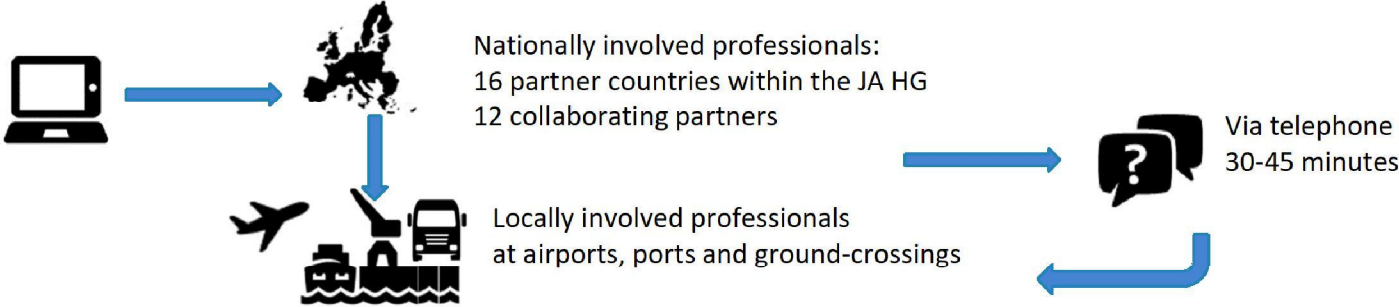 Nationally involved professionals:
16 partner countries within the JA HG
12 collaborating partners
Via telephone
30-45 minutes
Locally involved professionals
at airports, ports and ground-crossings
?